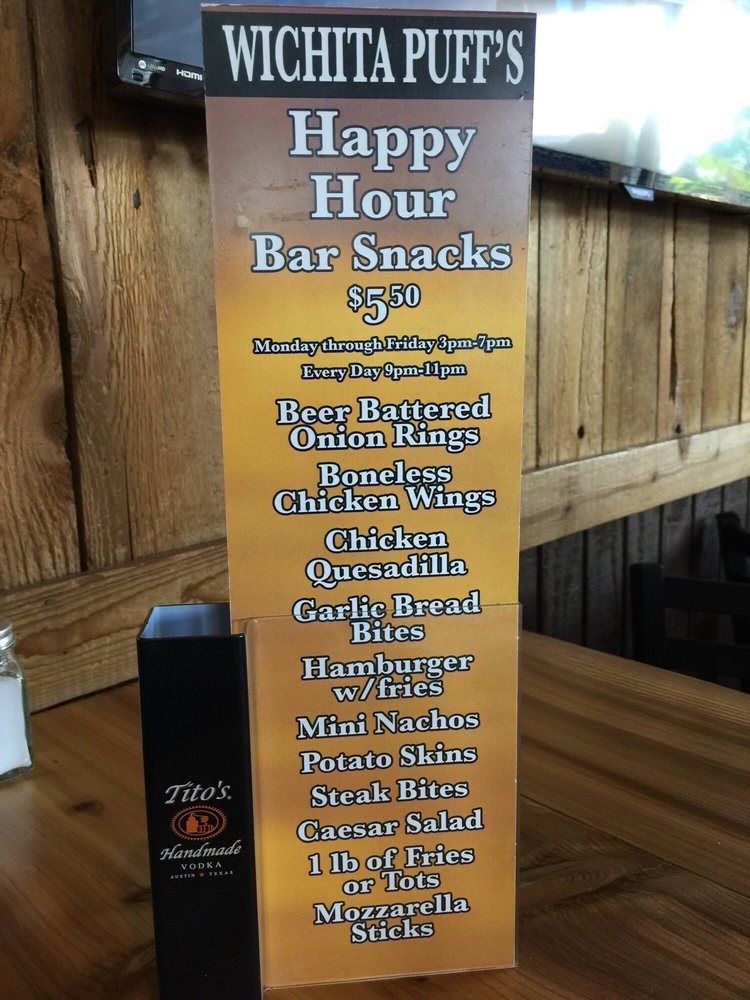 HDMI
WICHITA PUFF'S
Happy
Hour
Bar Snacks
$5.50
Monday through Friday 3pm-7pm
Every Day 9pm-11pm
Beer Battered
Onion Rings
Boneless
Chicken Wings
Chicken
Quesadilla
Garlic Bread
Bites
Hamburger
w/fries
Mini Nachos
Potato Skins
Steak Bites
Caesar Salad
1 lb of Fries
or Tots
Mozzarella
Sticks
Tito's
Handmade
VODKA
AUSTIN ★ TEXAS